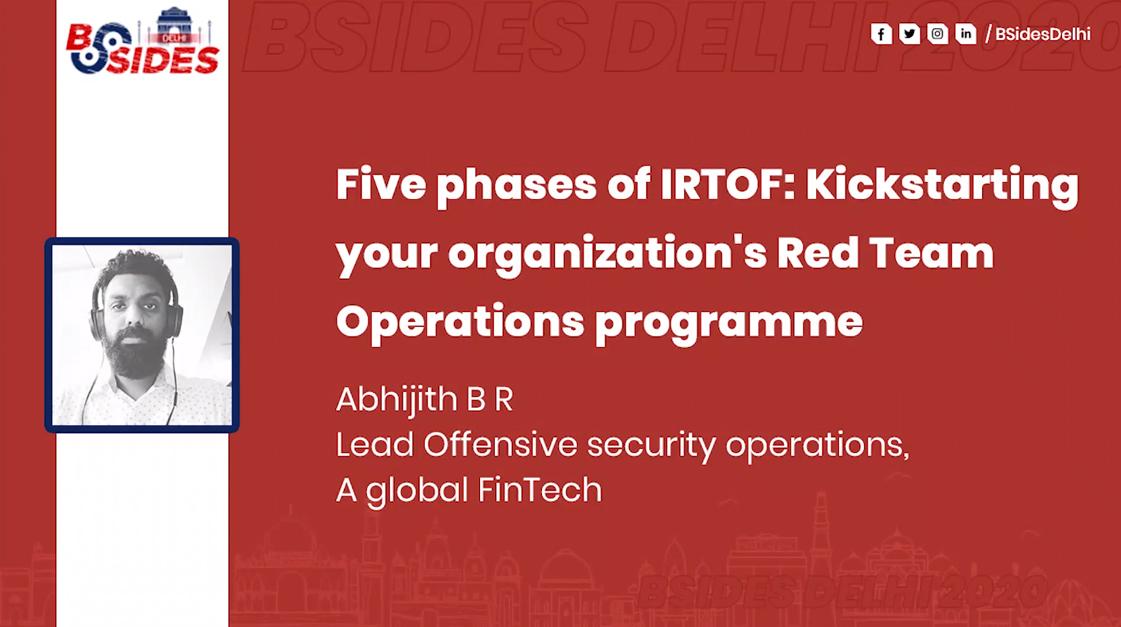 BSIDES DELHI 2020
DELHI
BSIDES
/BSidesDelhi
Five phases of IRTOF: Kickstarting
your organization's Red Team
Operations programme
Abhijith B R
Lead Offensive security operations,
A global FinTech
BSIDES DELHI 2020